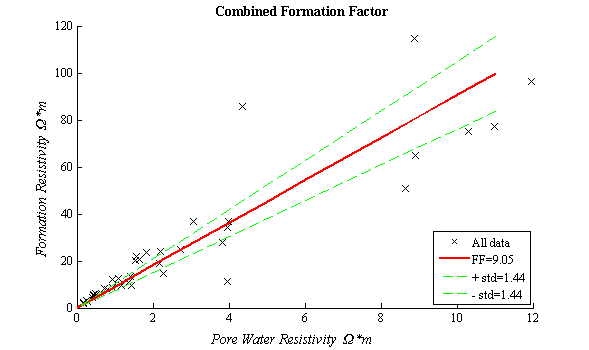 Combined Formation Factor
120
100
80
60
40
20
0
Formation Resistivity Ω*m
0 2 4 6 8 10 12
Pore Water Resistivity Ω*m
All data
FF=9.05
+ std=1.44
- std=1.44